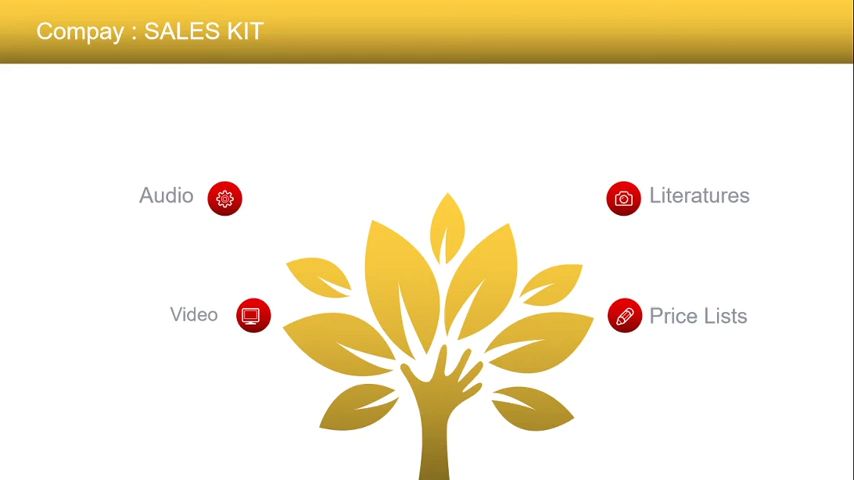 Compay : SALES KIT
Audio
Literatures
Video
Price Lists